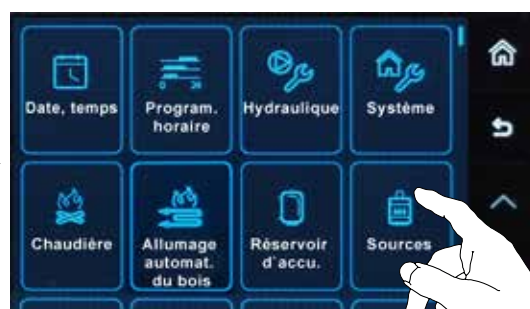 Date, temps
Program.
horaire
Hydraulique
Système
Chaudière
Allumage
automat.
du bois
Réservoir
d'accu.
Sources